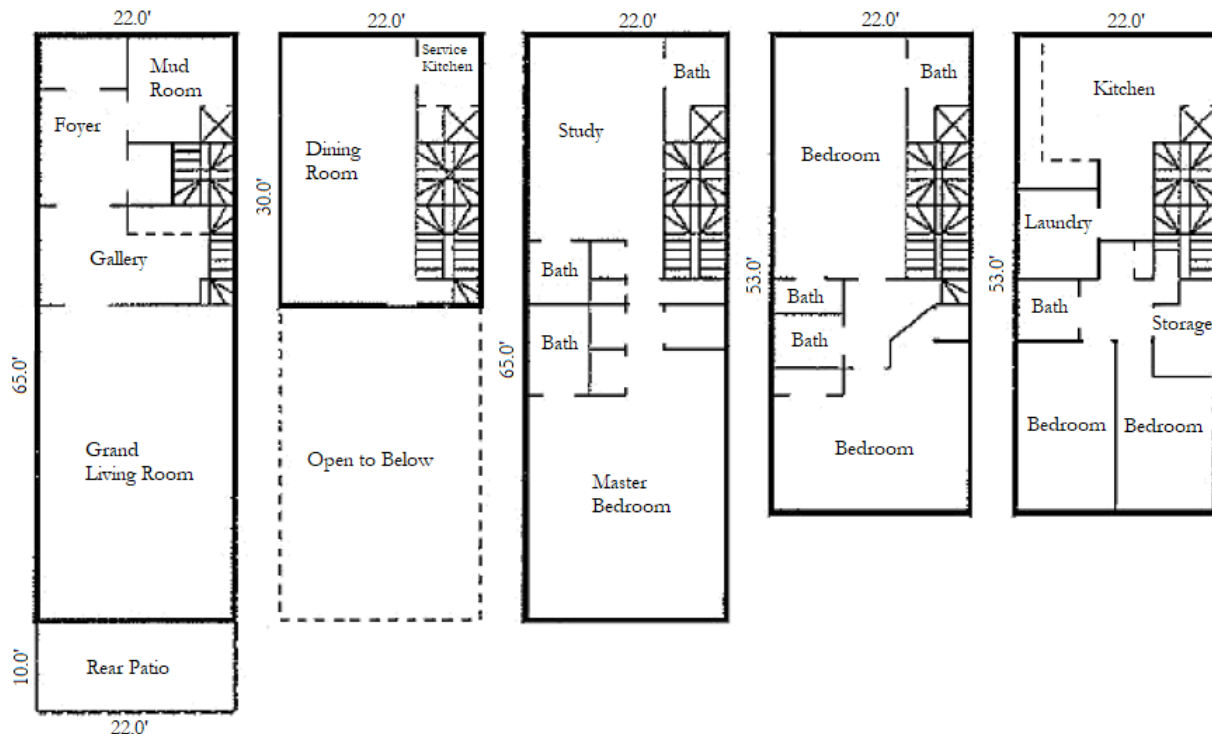 22.0'
Mud
Room
Foyer
Gallery
65.0'
Grand
Living Room
10.0'
Rear Patio
22.0'
22.0'
Service
Kitchen
Dining
Room
30.0'
Open to Below
22.0'
Bath
Study
Bath
Bath
65.0'
Master
Bedroom
22.0'
Bath
Bedroom
53.0'
Bath
Bath
Bedroom
22.0'
Kitchen
Laundry
53.0'
Bath
Storage
Bedroom
Bedroom